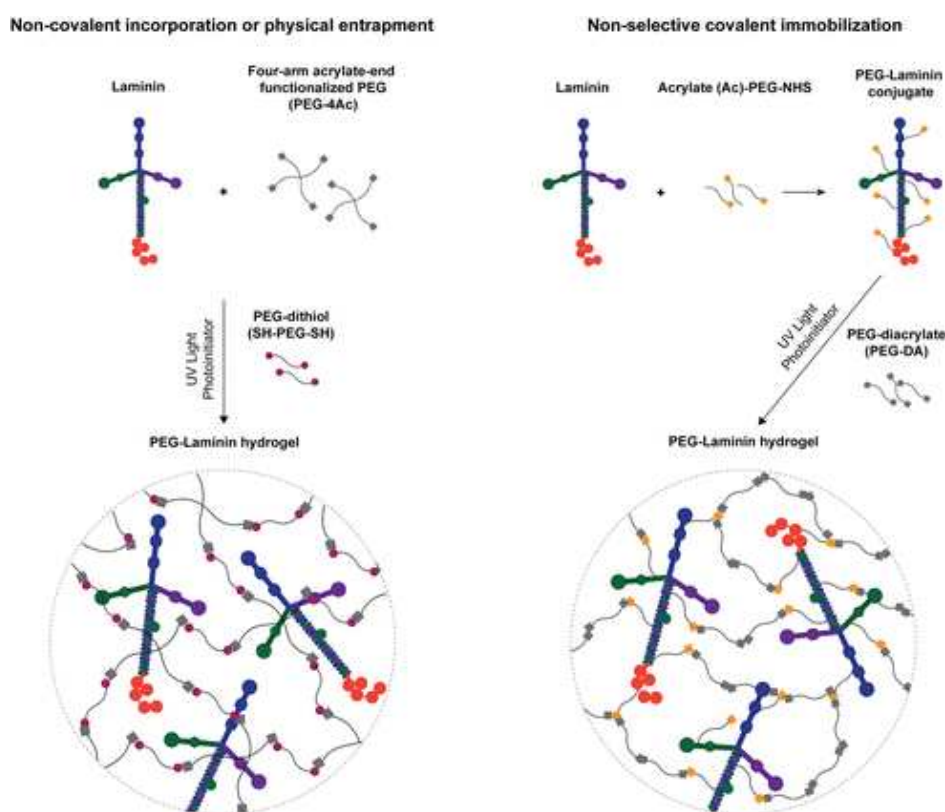 Non-covalent incorporation or physical entrapment
Laminin
Four-arm acrylate-end
functionalized PEG
(PEG-4Ac)
+
UV Light
Photoinitiator
PEG-dithiol
(SH-PEG-SH)
PEG-Laminin hydrogel
Non-selective covalent immobilization
Laminin
Acrylate (Ac)-PEG-NHS
PEG-Laminin
conjugate
+
UV Light
Photoinitiator
PEG-diacrylate
(PEG-DA)
PEG-Laminin hydrogel